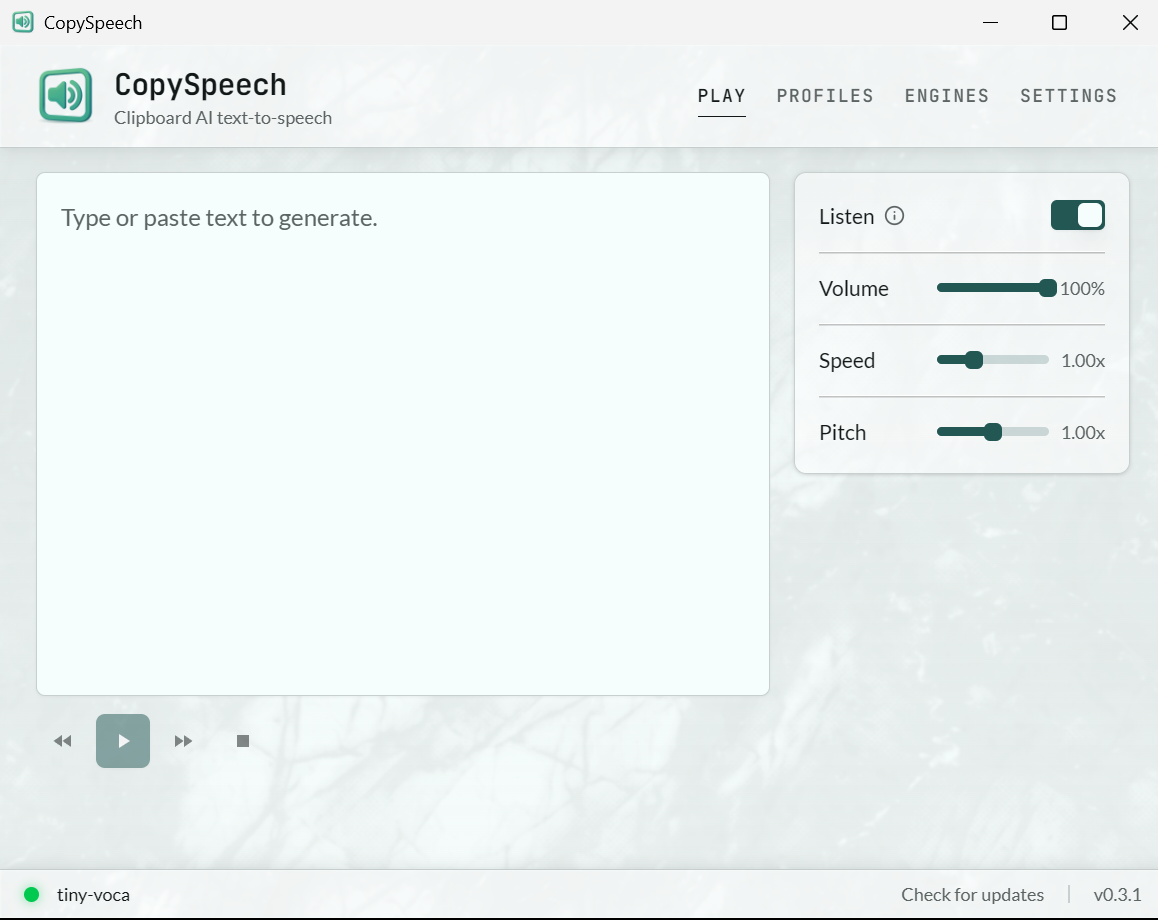 CopySpeech
CopySpeech
Clipboard AI text-to-speech
PLAY PROFILES ENGINES SETTINGS
Type or paste text to generate.
Listen
Volume 100%
Speed 1.00x
Pitch 1.00x
tiny-voca
Check for updates
v0.3.1